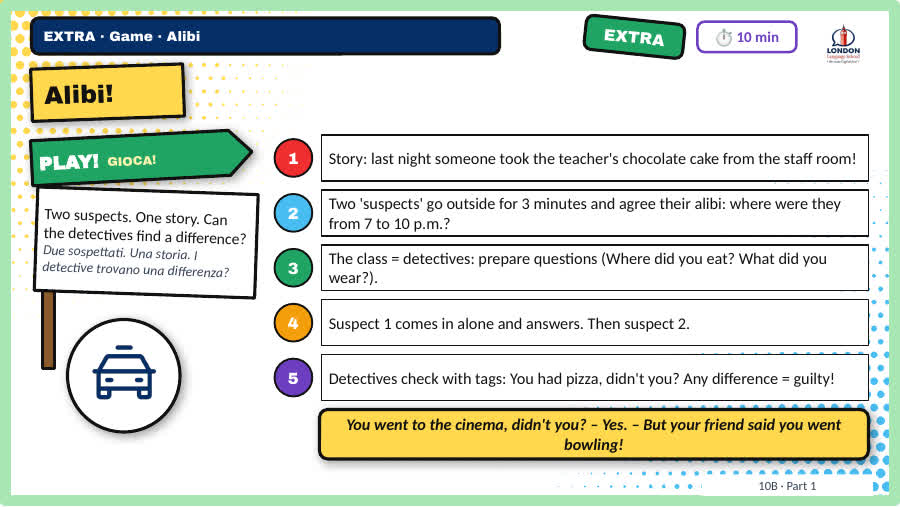 EXTRA · Game · Alibi
EXTRA
10 min
LONDON
Language School
Alibi!
PLAY! GIOCA!
Two suspects. One story. Can
the detectives find a difference?
Due sospettati. Una storia. I
detective trovano una differenza?
1 Story: last night someone took the teacher's chocolate cake from the staff room!
2 Two 'suspects' go outside for 3 minutes and agree their alibi: where were they
from 7 to 10 p.m.?
3 The class = detectives: prepare questions (Where did you eat? What did you
wear?).
4 Suspect 1 comes in alone and answers. Then suspect 2.
5 Detectives check with tags: You had pizza, didn't you? Any difference = guilty!
You went to the cinema, didn't you? – Yes. – But your friend said you went
bowling!
10B · Part 1